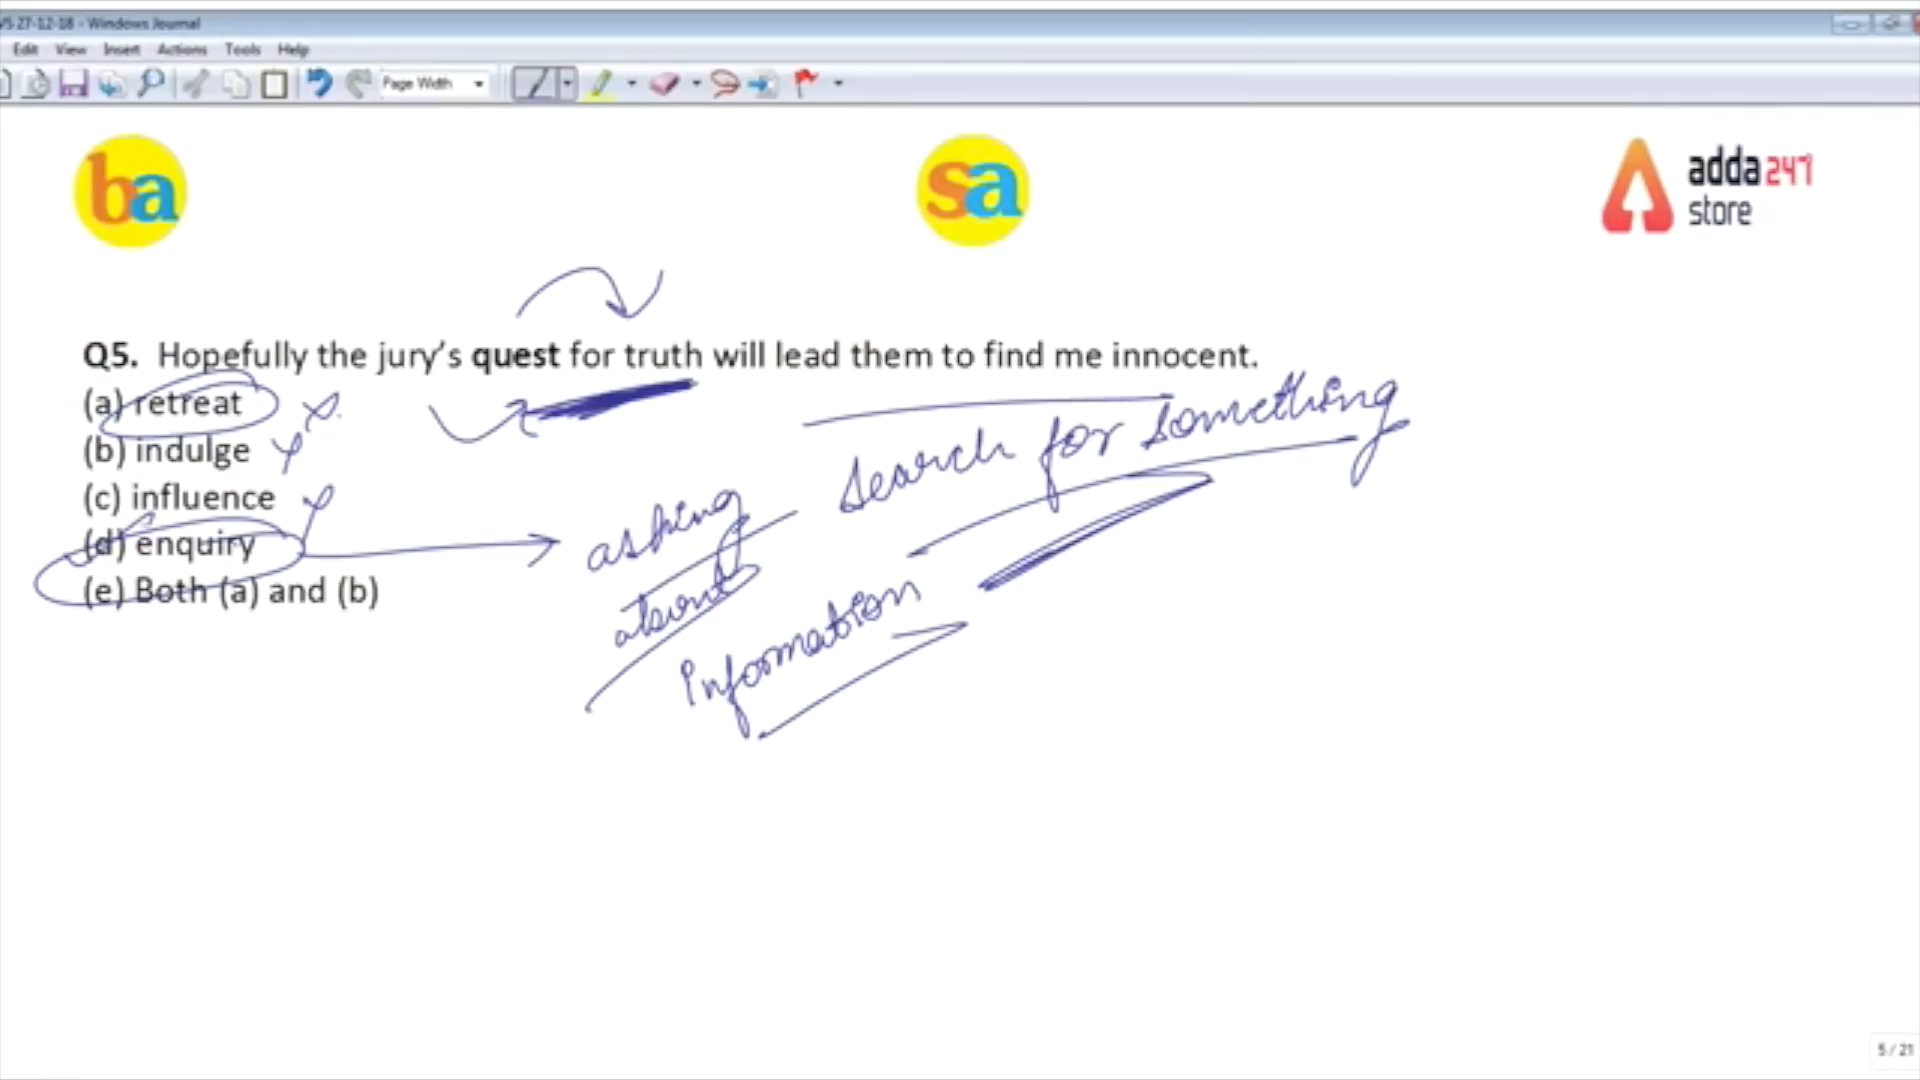 VS 27-12-18 - Windows Journal
Edit View Insert Actions Tools Help
Page Width
ba
sa
adda 247
store
Q5. Hopefully the jury's quest for truth will lead them to find me innocent.
(a) retreat
(b) indulge
(c) influence
(d) enquiry
(e) Both (a) and (b)
search for something
asking
about
Information
5 / 21